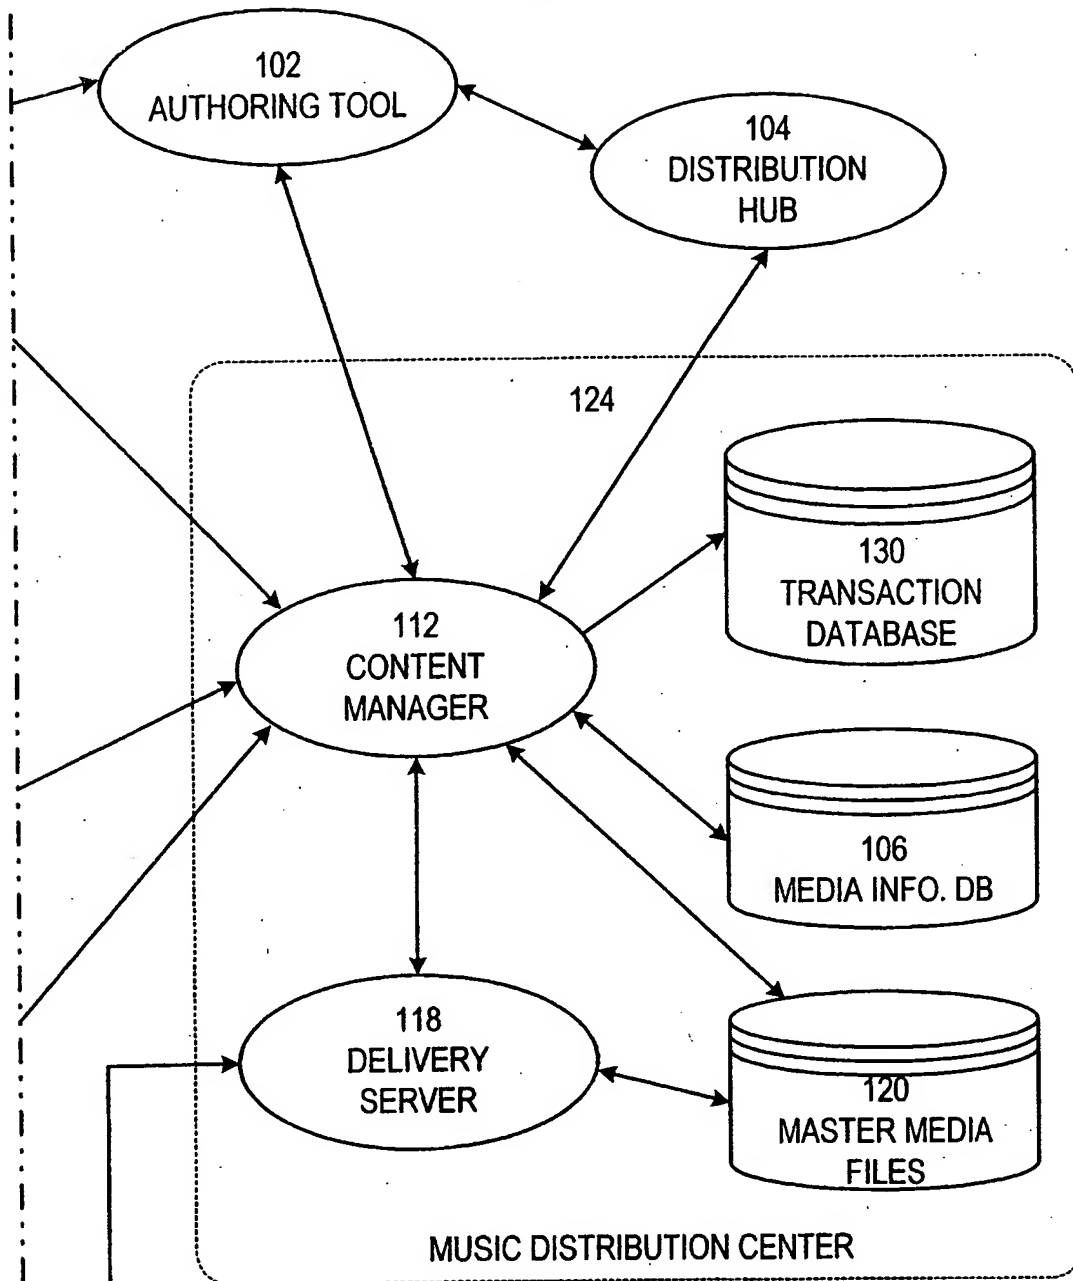 102
AUTHORING TOOL
104
DISTRIBUTION
HUB
124
130
TRANSACTION
DATABASE
112
CONTENT
MANAGER
106
MEDIA INFO. DB
118
DELIVERY
SERVER
120
MASTER MEDIA
FILES
MUSIC DISTRIBUTION CENTER